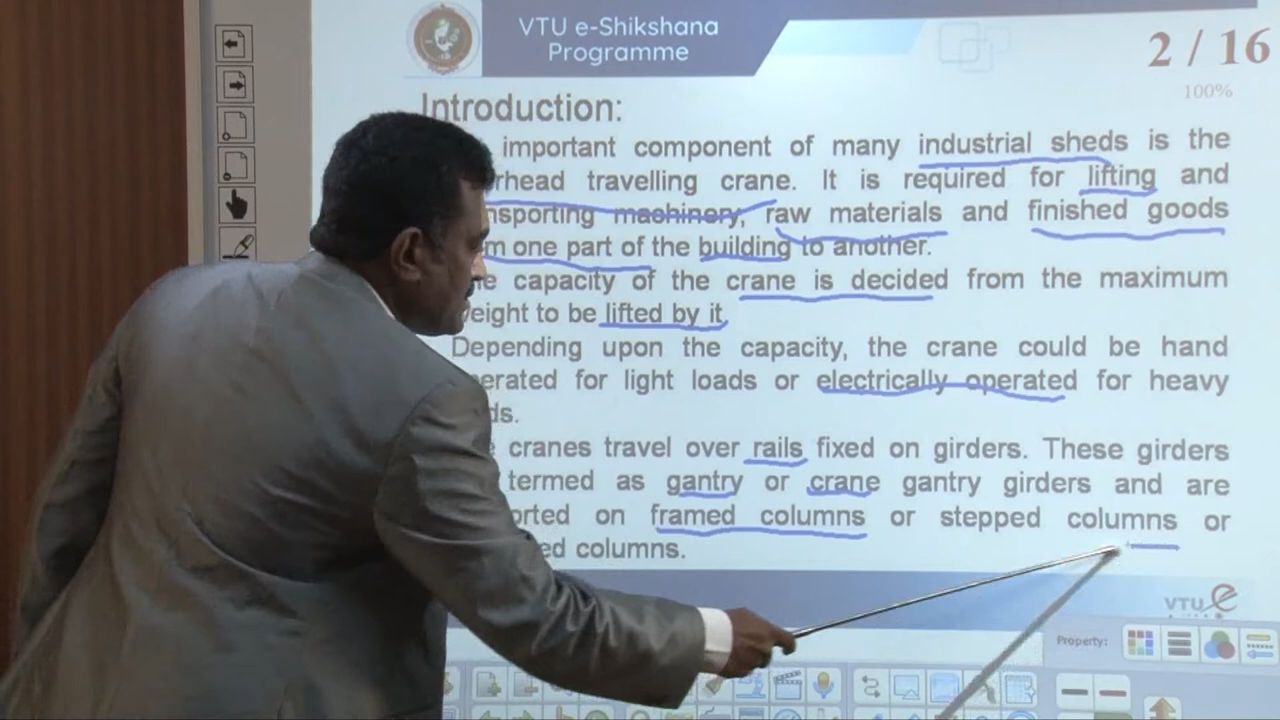 VTU e-Shikshana
Programme
2 / 16
100%
Introduction:
important component of many industrial sheds is the
rhead travelling crane. It is required for lifting and
nsporting machinery, raw materials and finished goods
m one part of the building to another.
e capacity of the crane is decided from the maximum
eight to be lifted by it.
Depending upon the capacity, the crane could be hand
erated for light loads or electrically operated for heavy
ds.
cranes travel over rails fixed on girders. These girders
termed as gantry or crane gantry girders and are
orted on framed columns or stepped columns or
ed columns.
VTU e
Property: